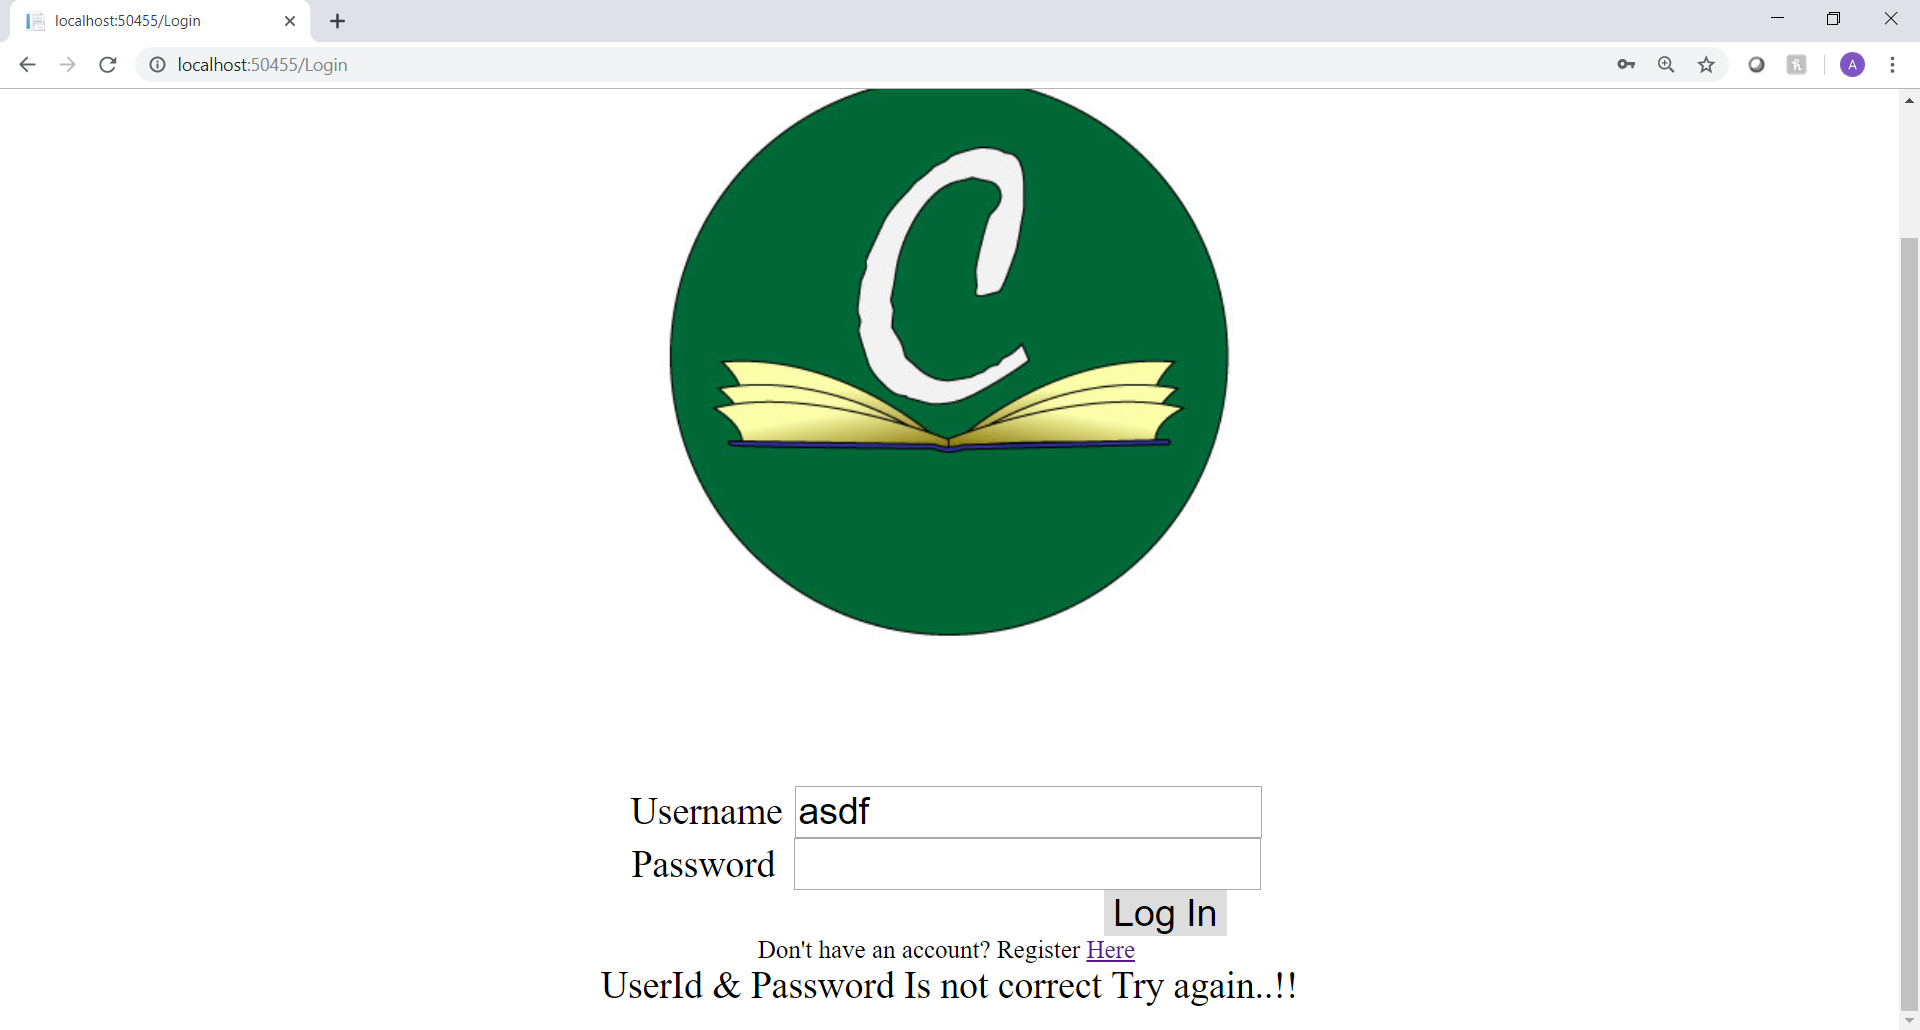 localhost:50455/Login
localhost:50455/Login
A
C
Username asdf
Password
Log In
Don't have an account? Register Here
UserId & Password Is not correct Try again..!!